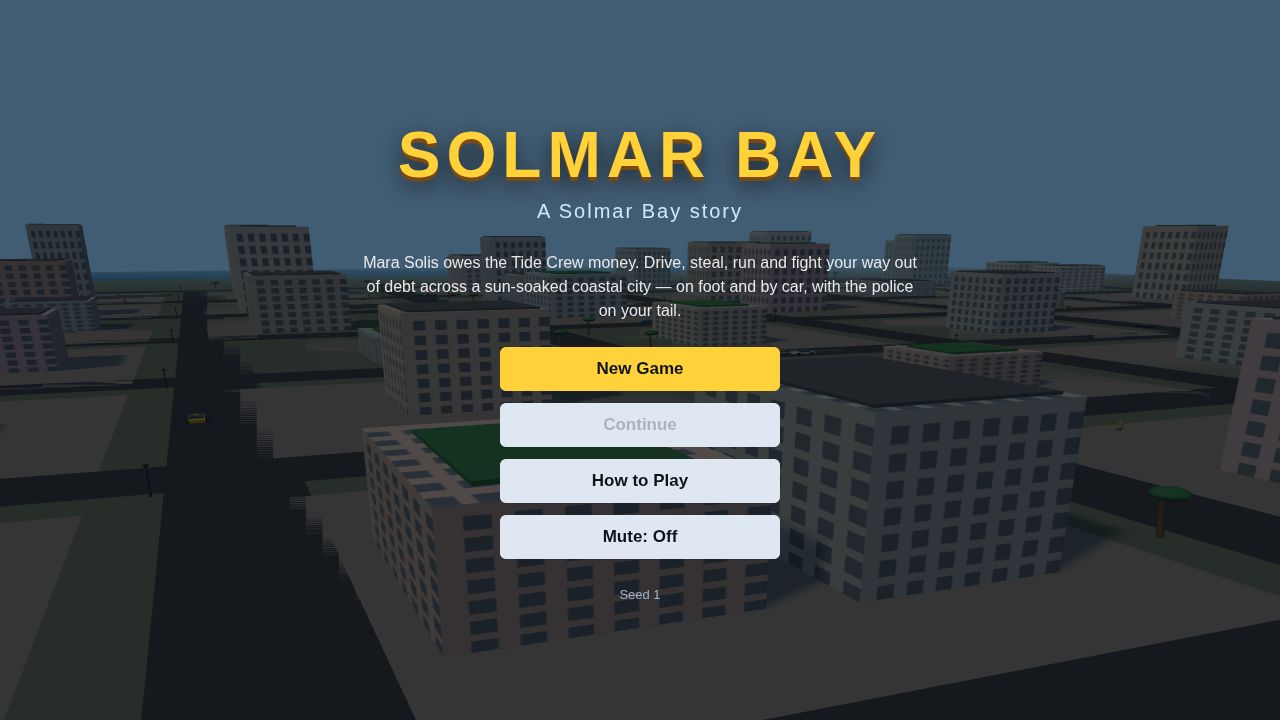 SOLMAR BAY
A Solmar Bay story
Mara Solis owes the Tide Crew money. Drive, steal, run and fight your way out
of debt across a sun-soaked coastal city — on foot and by car, with the police
on your tail.
New Game
Continue
How to Play
Mute: Off
Seed 1